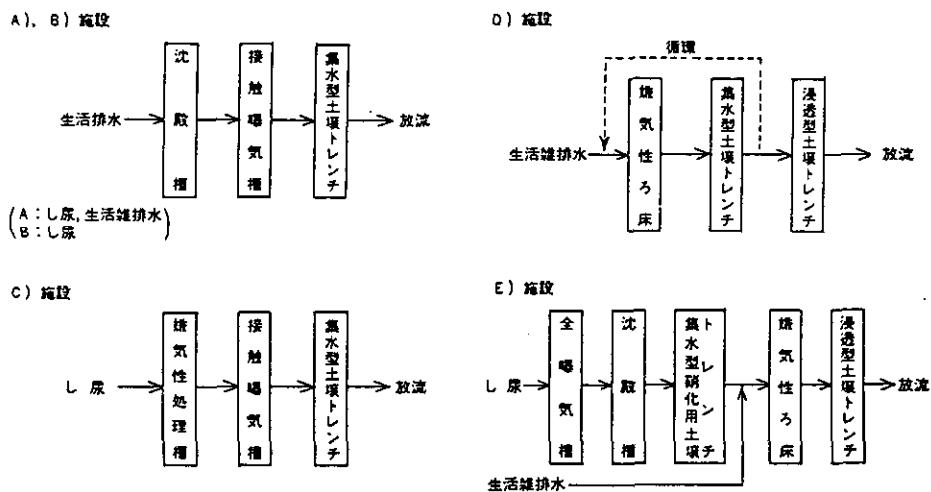 A)，B) 施設
生活排水
沈殿槽
接触曝気槽
集水型土壌トレンチ
放流
(A：し尿，生活雑排水
B：し尿)
C) 施設
し尿
嫌気性処理槽
接触曝気槽
集水型土壌トレンチ
放流
D) 施設
循環
生活雑排水
嫌気性ろ床
集水型土壌トレンチ
浸透型土壌トレンチ
放流
E) 施設
し尿
全曝気槽
沈殿槽
集水型硝化用土壌トレンチ
嫌気性ろ床
浸透型土壌トレンチ
放流
生活雑排水